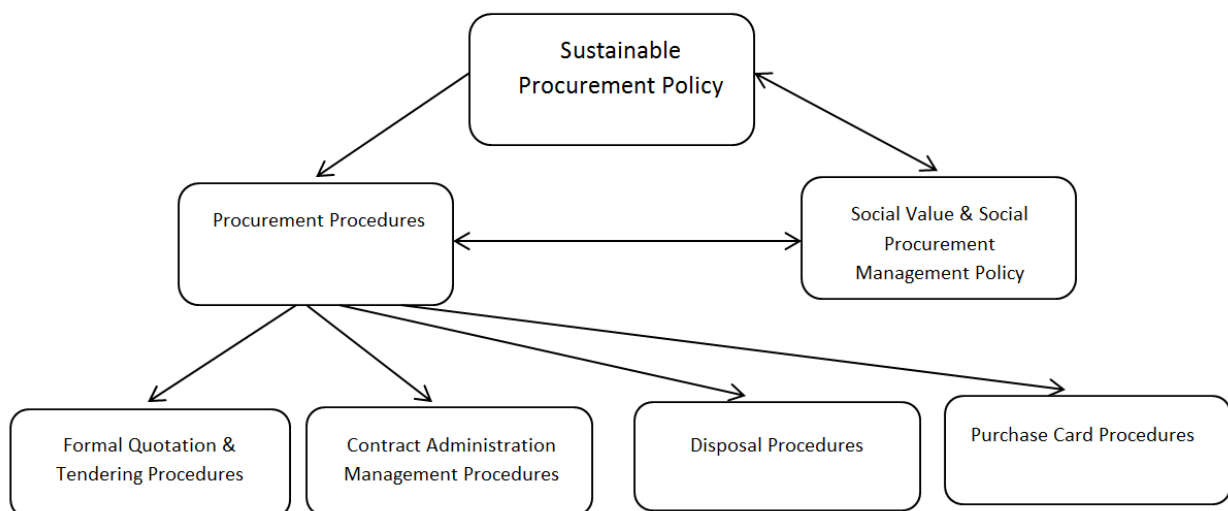 Sustainable
Procurement Policy
Procurement Procedures
Social Value & Social
Procurement
Management Policy
Formal Quotation &
Tendering Procedures
Contract Administration
Management Procedures
Disposal Procedures
Purchase Card Procedures